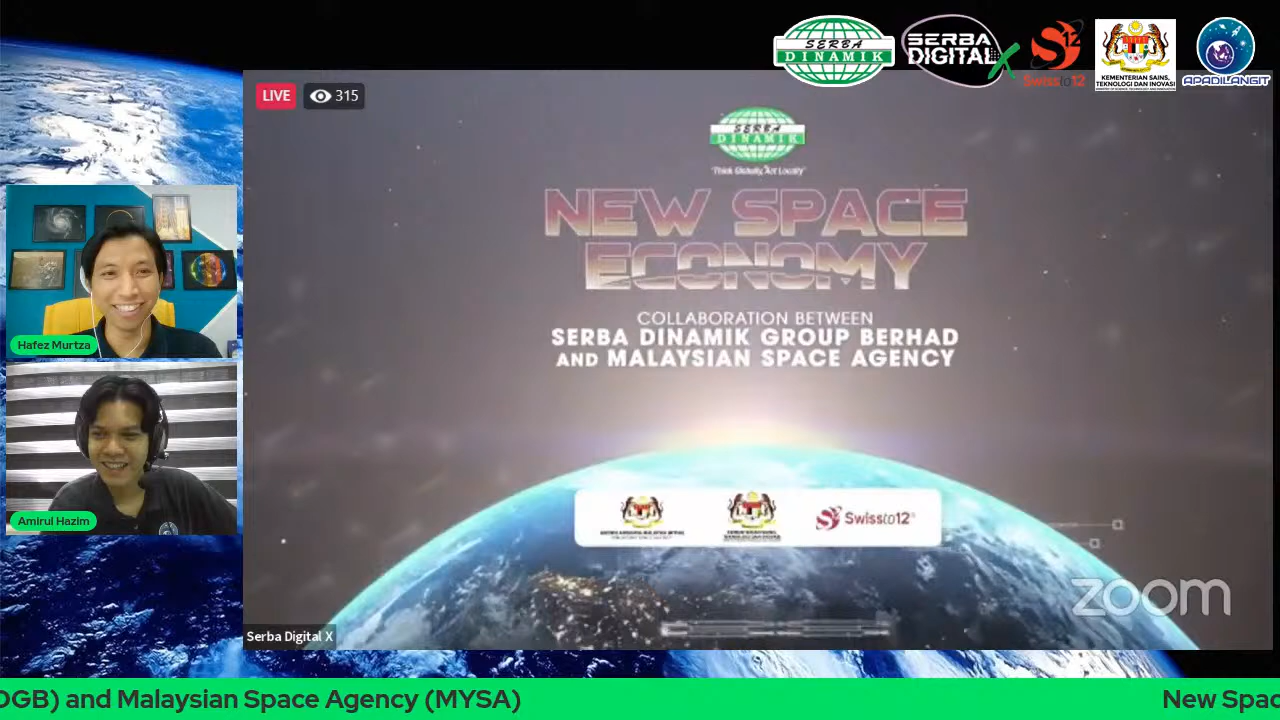 SERBA
DINAMIK
SERBA
DIGITAL X
12
Swissto12
KEMENTERIAN SAINS,
TEKNOLOGI DAN INOVASI
APADILANGIT
LIVE
315
SERBA
DINAMIK
"Think Globally, Act Locally"
NEW SPACE
ECONOMY
COLLABORATION BETWEEN
SERBA DINAMIK GROUP BERHAD
AND MALAYSIAN SPACE AGENCY
Swissto12
Hafez Murtza
Amirul Hazim
zoom
Serba Digital X
DGB) and Malaysian Space Agency (MYSA)
New Spac